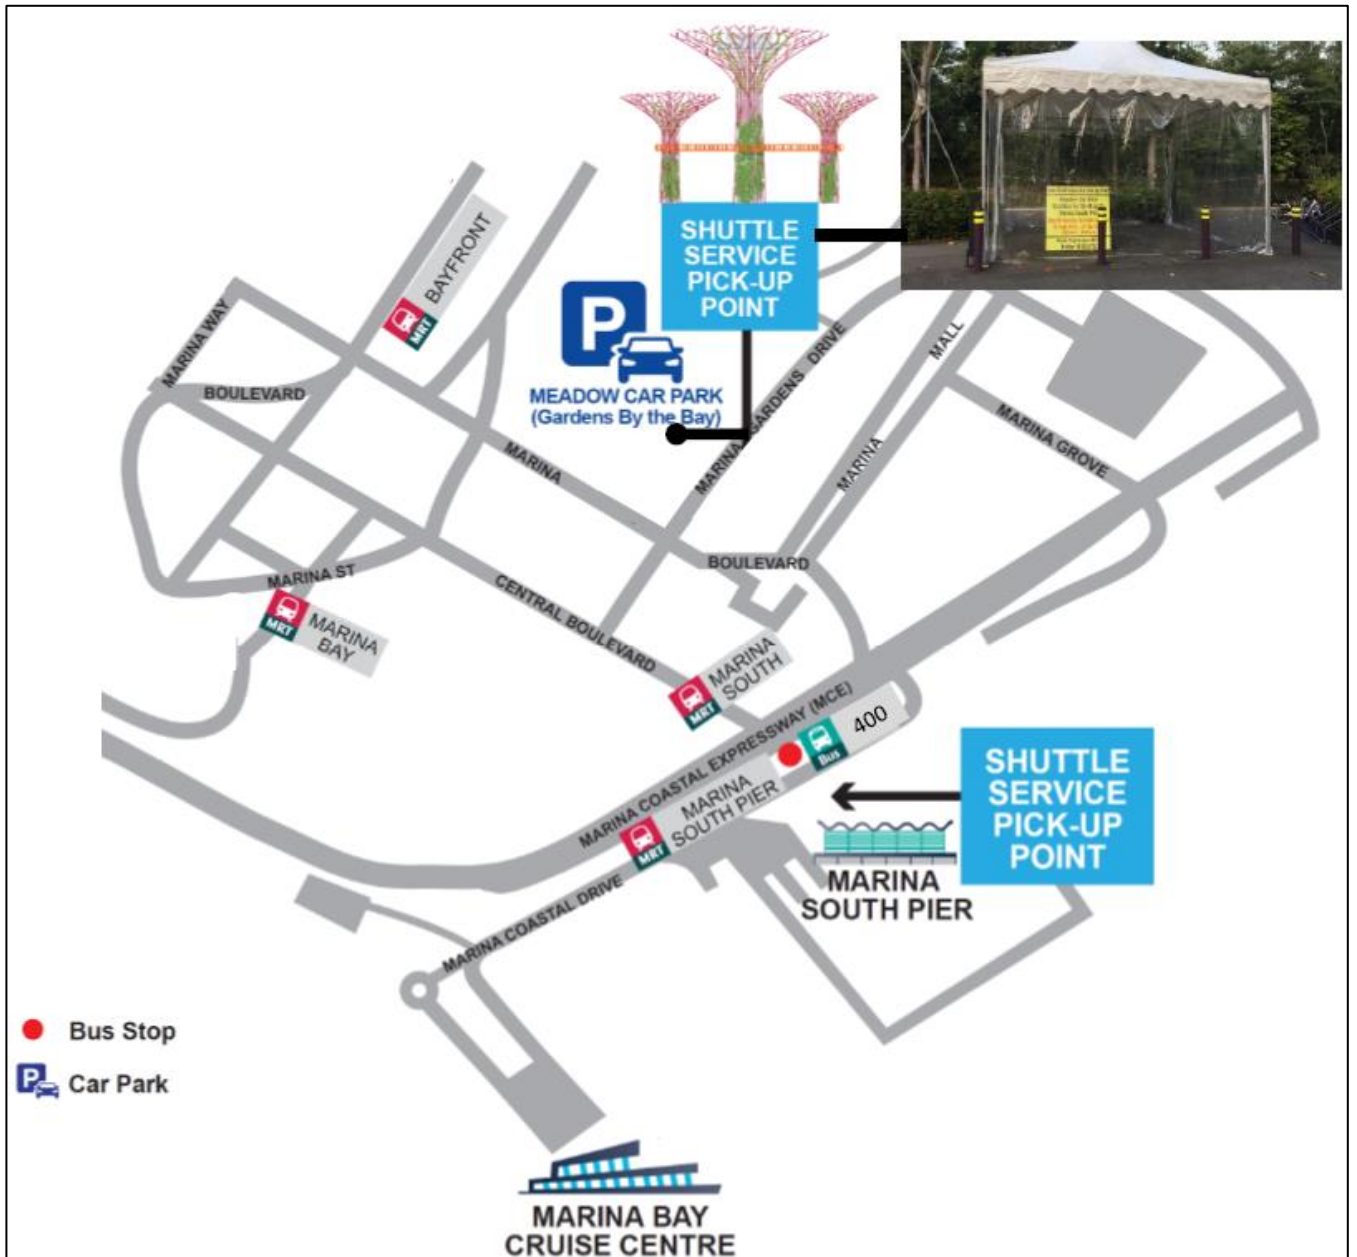 SHUTTLE
SERVICE
PICK-UP
POINT
BAYFRONT
MRT
MARINA WAY
BOULEVARD
P
MEADOW CAR PARK
(Gardens By the Bay)
MARINA GARDENS DRIVE
MALL
MARINA
MARINA GROVE
MARINA
BOULEVARD
MARINA ST
MRT
MARINA
BAY
CENTRAL BOULEVARD
MRT
MARINA
SOUTH
MARINA COASTAL EXPRESSWAY (MCE)
Bus
400
MRT
MARINA
SOUTH PIER
SHUTTLE
SERVICE
PICK-UP
POINT
MARINA
SOUTH PIER
MARINA COASTAL DRIVE
Bus Stop
P
Car Park
MARINA BAY
CRUISE CENTRE